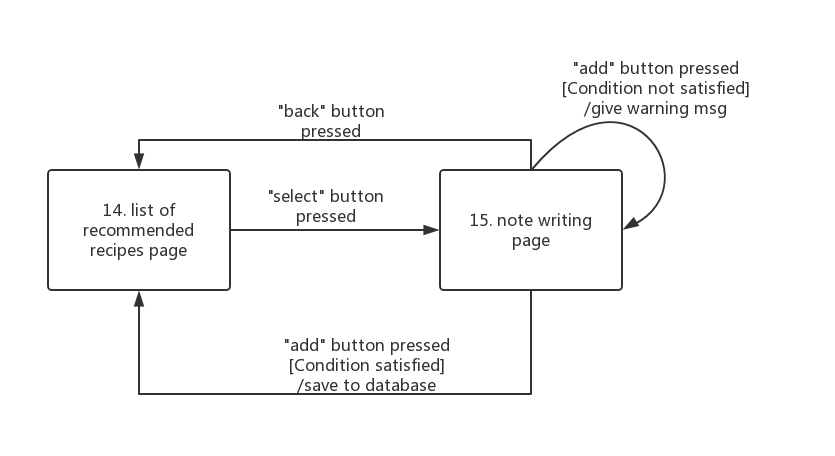 "add" button pressed
[Condition not satisfied]
/give warning msg
"back" button
pressed
14. list of
recommended
recipes page
"select" button
pressed
15. note writing
page
"add" button pressed
[Condition satisfied]
/save to database